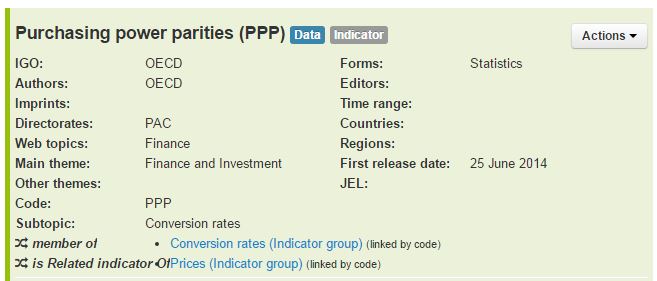 Purchasing power parities (PPP) Data Indicator Actions
IGO: OECD Forms: Statistics
Authors: OECD Editors:
Imprints: Time range:
Directorates: PAC Countries:
Web topics: Finance Regions:
Main theme: Finance and Investment First release date: 25 June 2014
Other themes: JEL:
Code: PPP
Subtopic: Conversion rates
member of • Conversion rates (Indicator group) (linked by code)
is Related indicator Of • Prices (Indicator group) (linked by code)